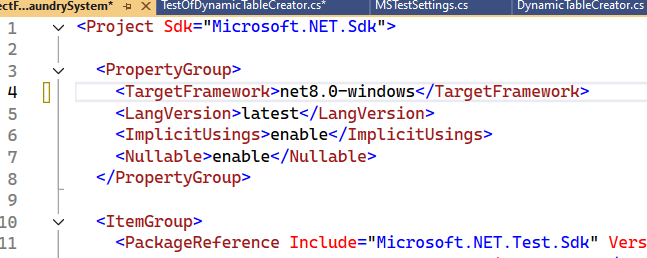 ectF...aundrySystem* TestOfDynamicTableCreator.cs* MSTestSettings.cs DynamicTableCreator.cs
1 <Project Sdk="Microsoft.NET.Sdk">
2
3 <PropertyGroup>
4 <TargetFramework>net8.0-windows</TargetFramework>
5 <LangVersion>latest</LangVersion>
6 <ImplicitUsings>enable</ImplicitUsings>
7 <Nullable>enable</Nullable>
8 </PropertyGroup>
9
10 <ItemGroup>
11 <PackageReference Include="Microsoft.NET.Test.Sdk" Vers